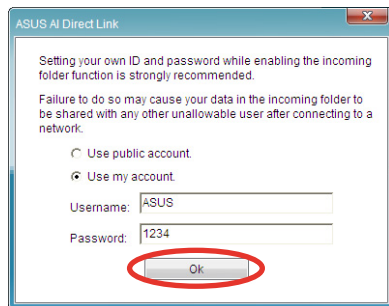 ASUS AI Direct Link
Setting your own ID and password while enabling the incoming
folder function is strongly recommended.
Failure to do so may cause your data in the incoming folder to
be shared with any other unallowable user after connecting to a
network.
Use public account.
Use my account.
Username: ASUS
Password: 1234
Ok